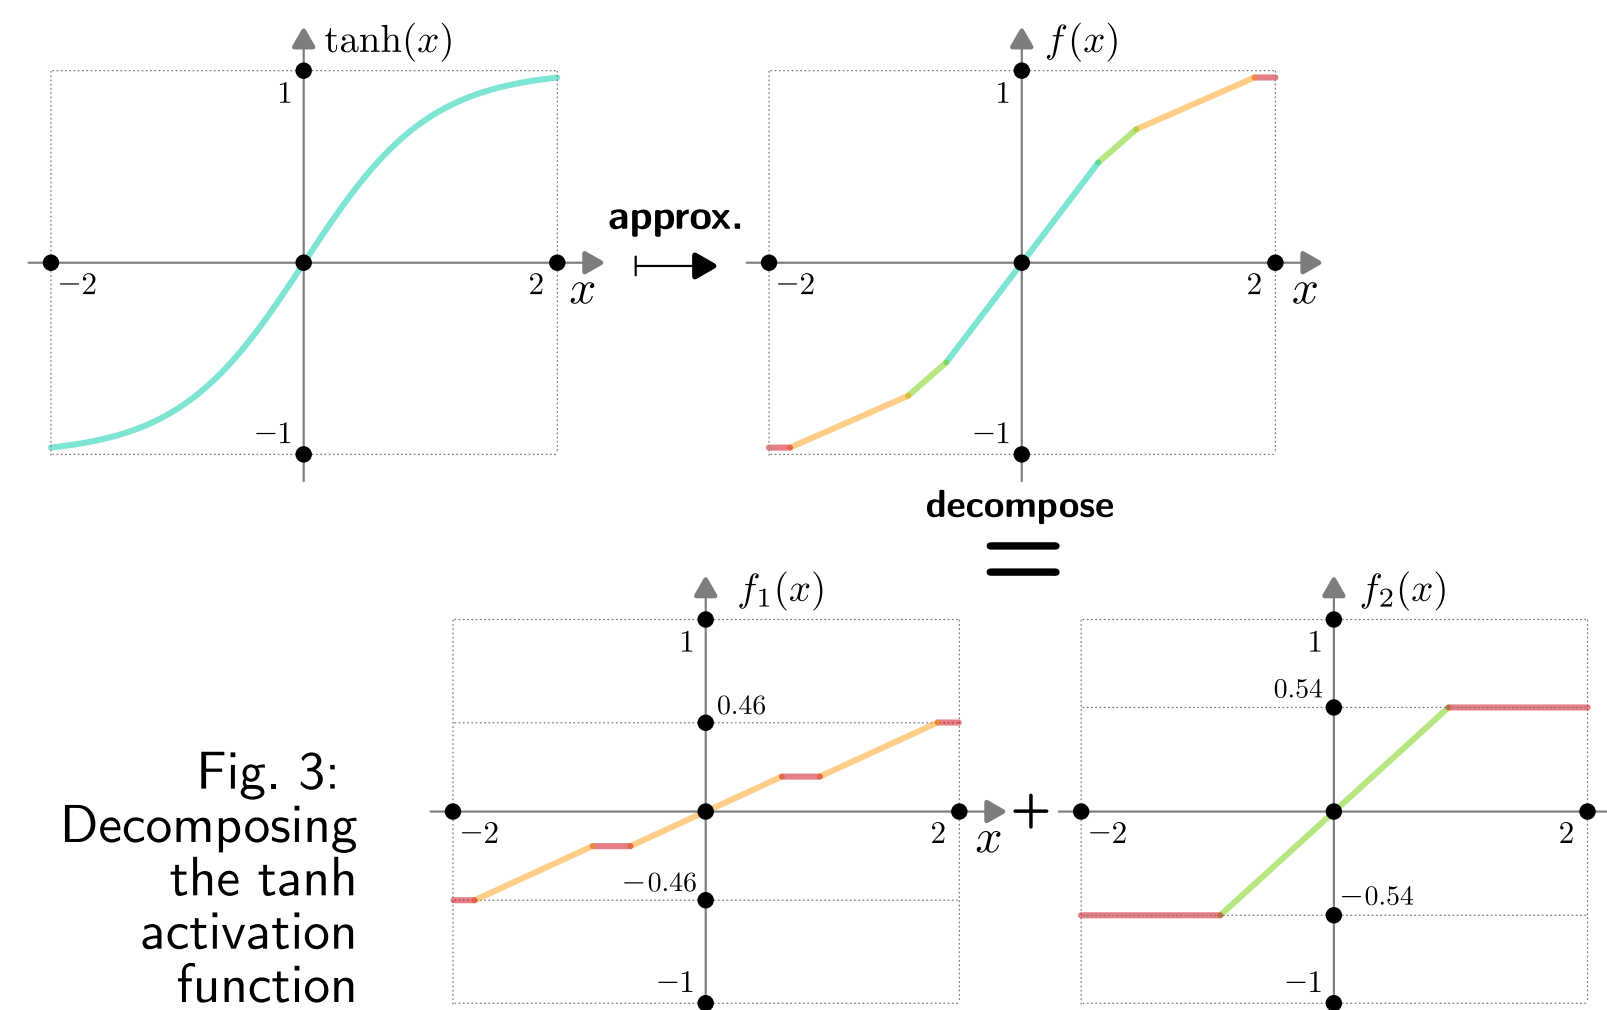 tanh(x)
1
−2
2
x
−1
approx.
f(x)
1
−2
2
x
−1
decompose
f₁(x)
1
0.46
−2
2
x
−0.46
−1
+
f₂(x)
1
0.54
−2
2
−0.54
−1
Fig. 3:
Decomposing
the tanh
activation
function